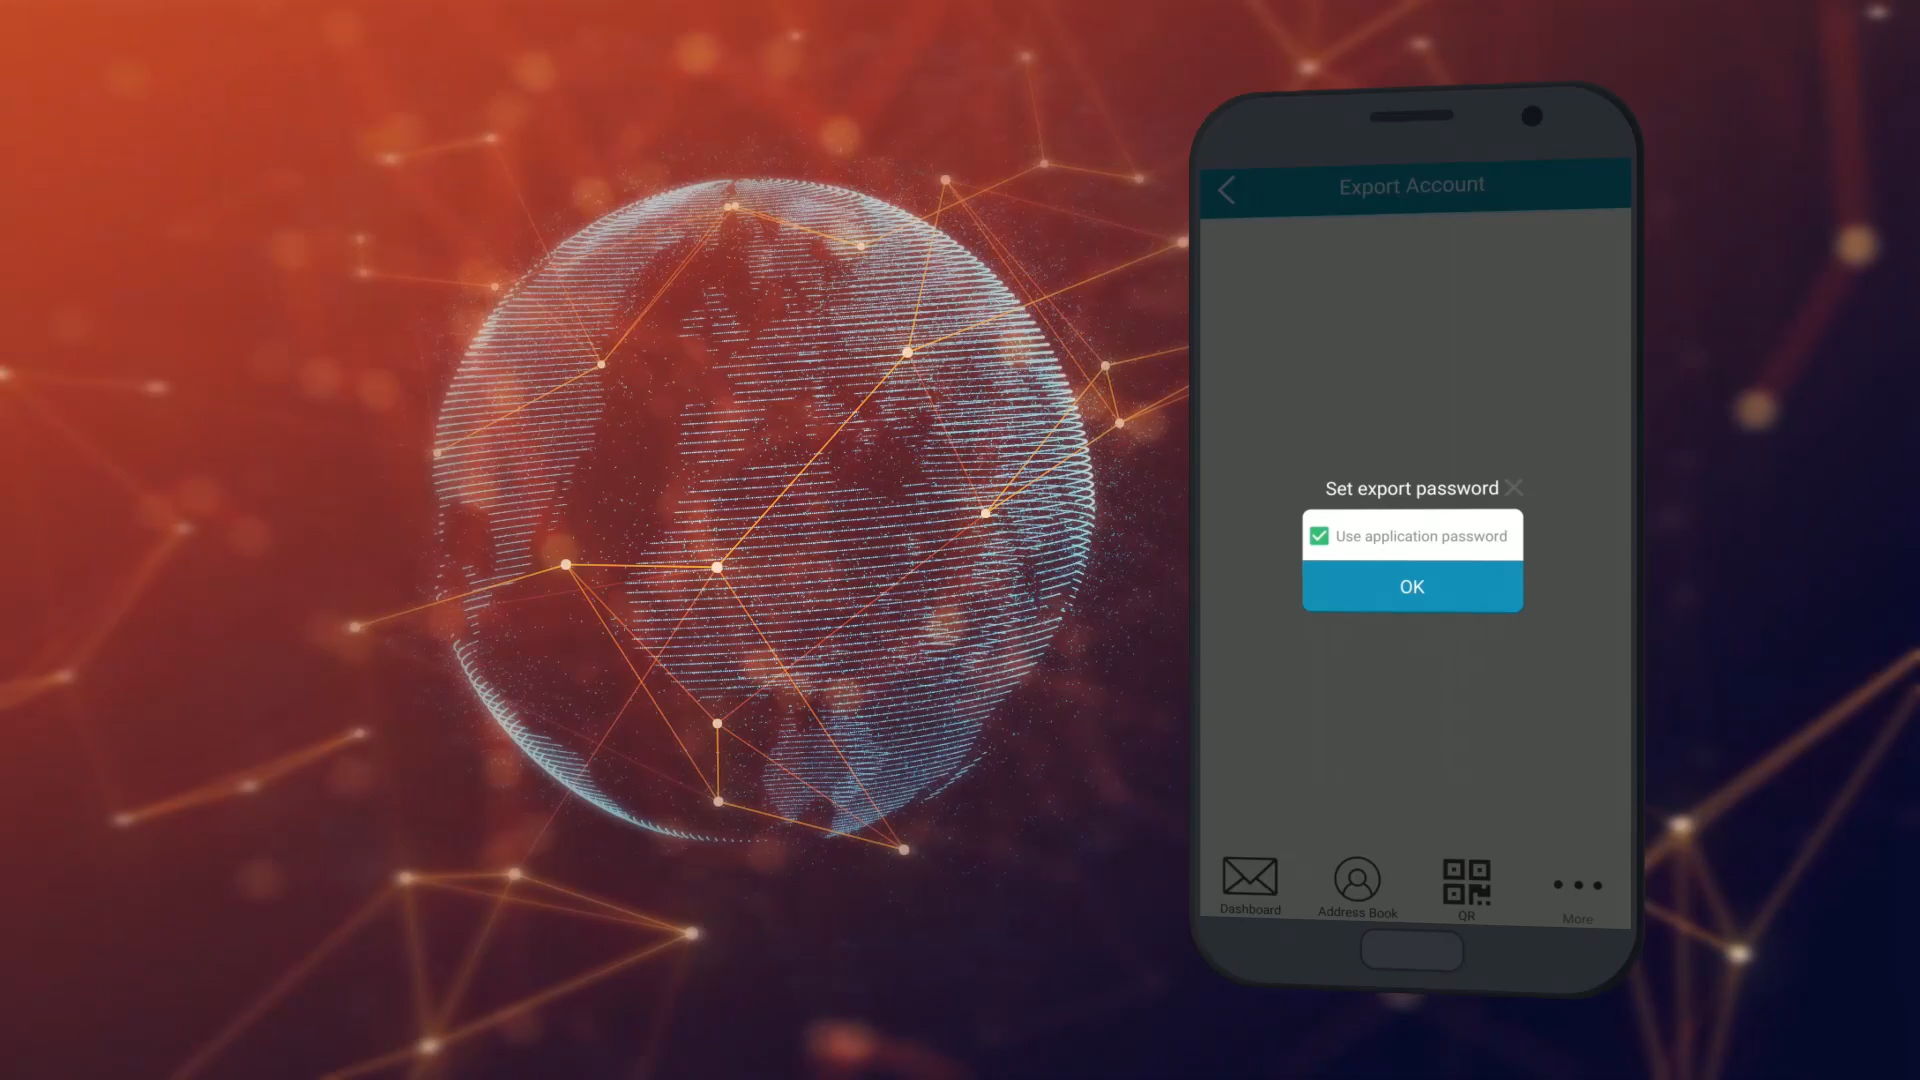 Export Account
Set export password
Use application password
OK
Dashboard
Address Book
QR
More